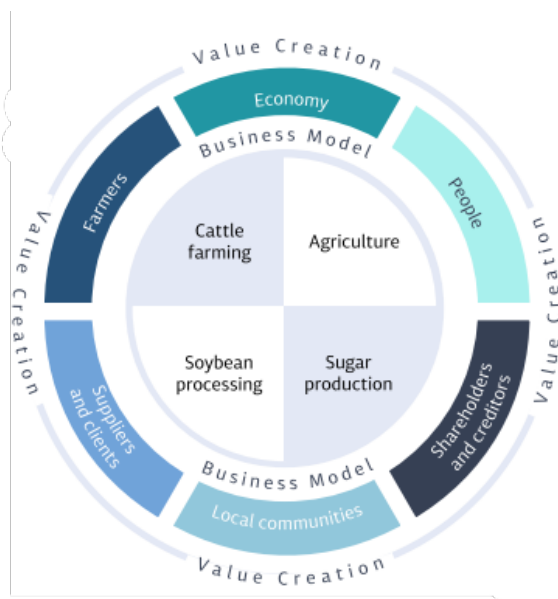 Value Creation
Economy
Business Model
Farmers
People
Cattle
farming
Agriculture
Value Creation
Value Creation
Soybean
processing
Sugar
production
Suppliers
and clients
Shareholders
and creditors
Business Model
Local communities
Value Creation